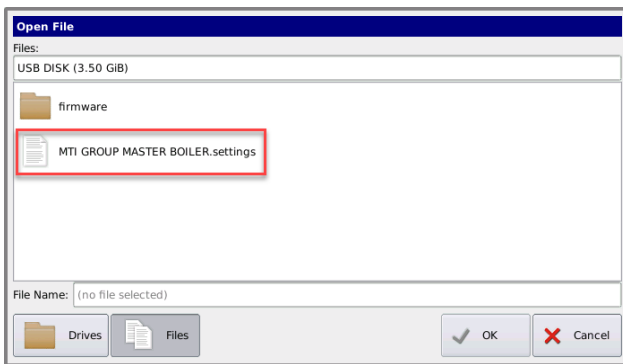 Open File
Files:
USB DISK (3.50 GiB)
firmware
MTI GROUP MASTER BOILER.settings
File Name: (no file selected)
Drives Files OK Cancel